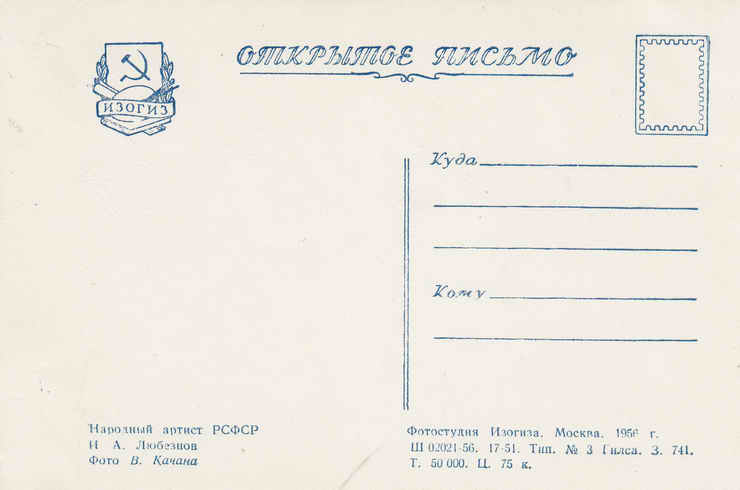 ОТКРЫТОЕ ПИСЬМО
ИЗОГИЗ
Куда
Кому
Народный артист РСФСР
И А. Любезнов
Фото В. Качана
Фотостудия Изогиза. Москва. 1956 г.
Ш 02021-56. 17-51. Тип. № 3 Гилса. З. 741.
Т. 50 000. Ц. 75 к.